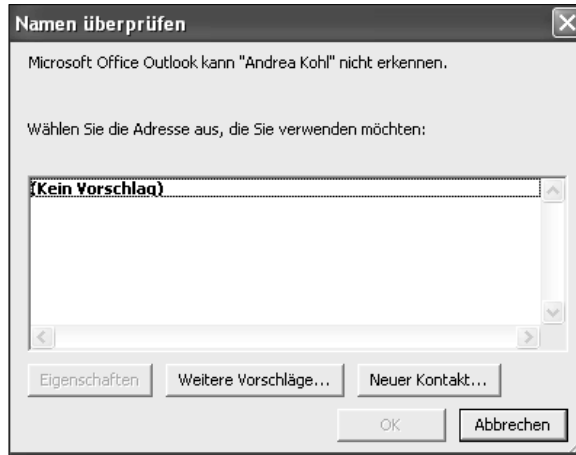 Namen überprüfen
Microsoft Office Outlook kann "Andrea Kohl" nicht erkennen.
Wählen Sie die Adresse aus, die Sie verwenden möchten:
(Kein Vorschlag)
Eigenschaften
Weitere Vorschläge...
Neuer Kontakt...
OK
Abbrechen